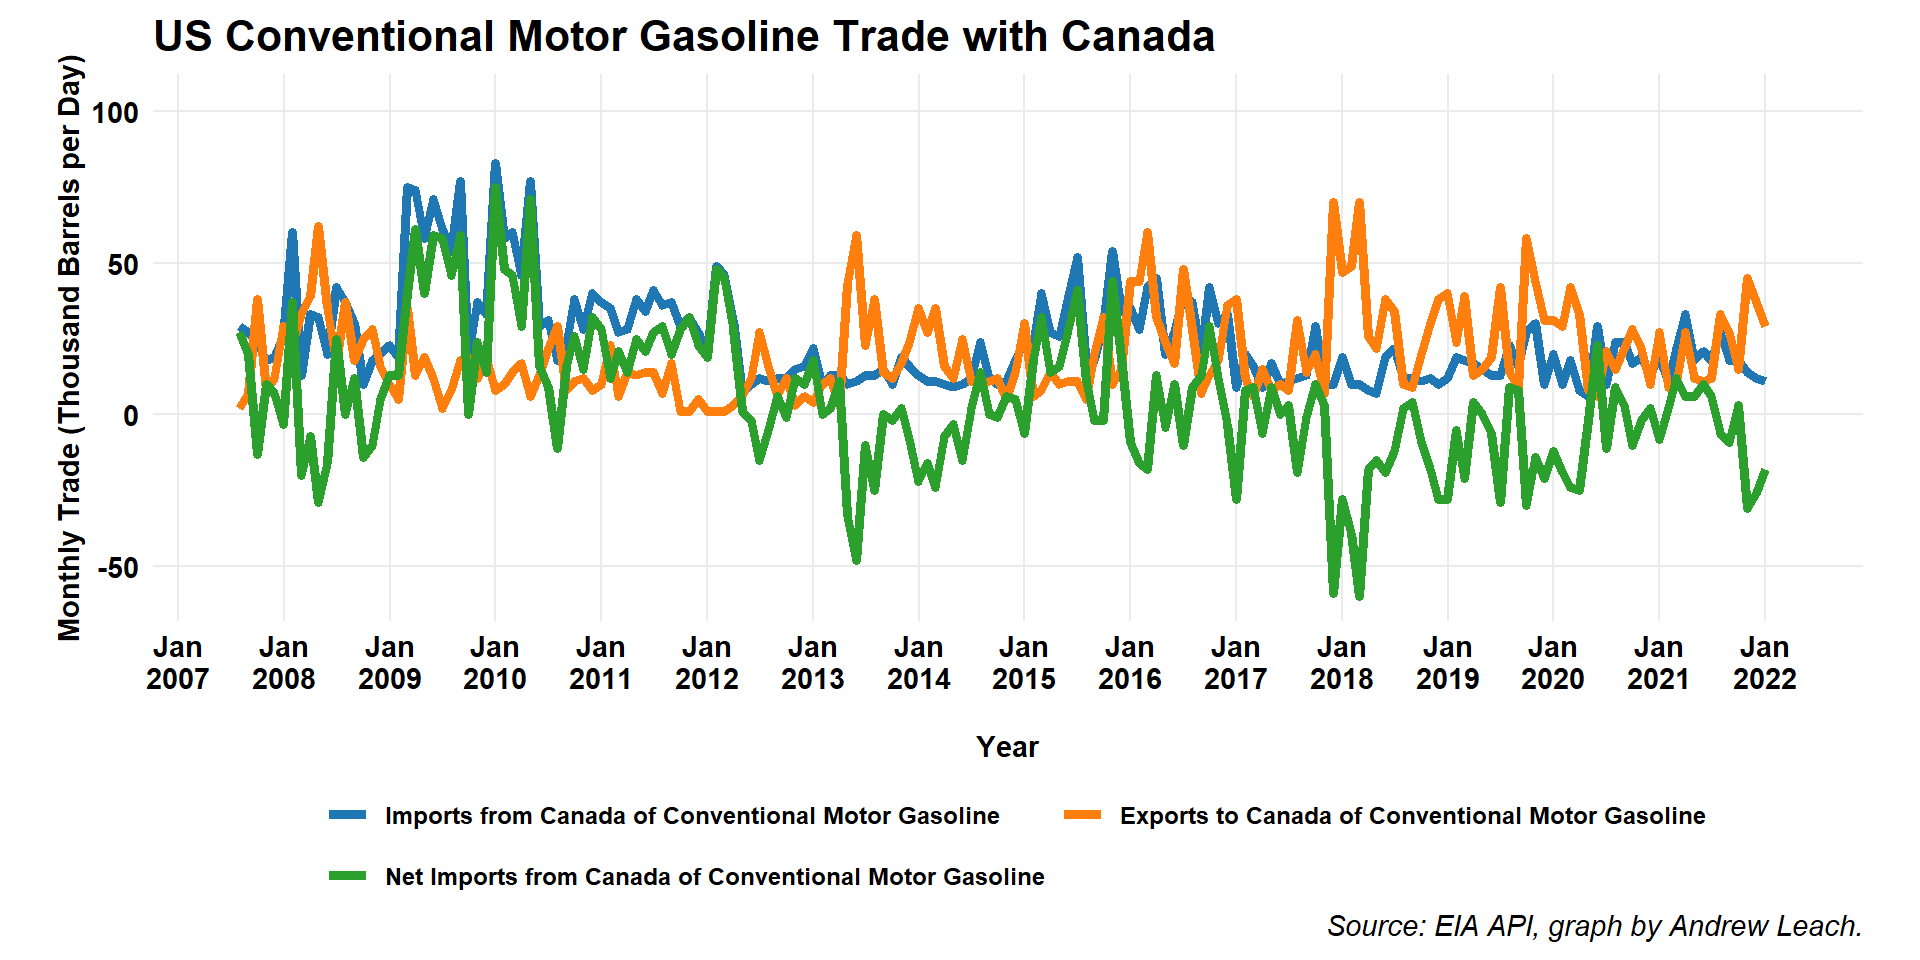 US Conventional Motor Gasoline Trade with Canada
Monthly Trade (Thousand Barrels per Day)
100
50
0
-50
Jan Jan Jan Jan Jan Jan Jan Jan Jan Jan Jan Jan Jan Jan Jan Jan
2007 2008 2009 2010 2011 2012 2013 2014 2015 2016 2017 2018 2019 2020 2021 2022
Year
Imports from Canada of Conventional Motor Gasoline
Exports to Canada of Conventional Motor Gasoline
Net Imports from Canada of Conventional Motor Gasoline
Source: EIA API, graph by Andrew Leach.